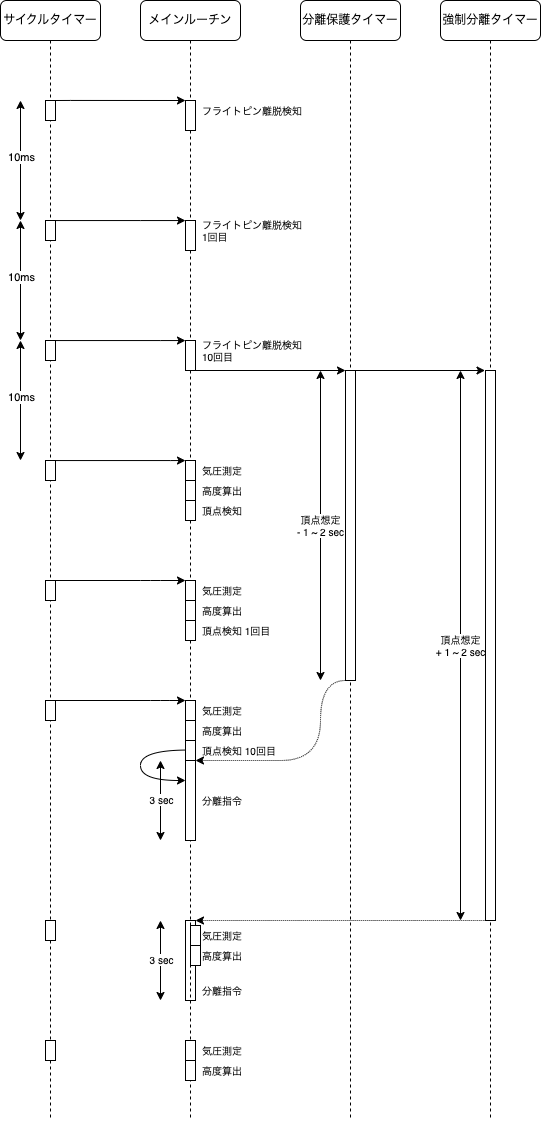 サイクルタイマー
メインルーチン
分離保護タイマー
強制分離タイマー
フライトピン離脱検知
10ms
フライトピン離脱検知
1回目
10ms
フライトピン離脱検知
10回目
10ms
気圧測定
高度算出
頂点検知
頂点想定
- 1 ~ 2 sec
気圧測定
高度算出
頂点検知 1回目
頂点想定
+ 1 ~ 2 sec
気圧測定
高度算出
頂点検知 10回目
3 sec
分離指令
気圧測定
高度算出
3 sec
分離指令
気圧測定
高度算出